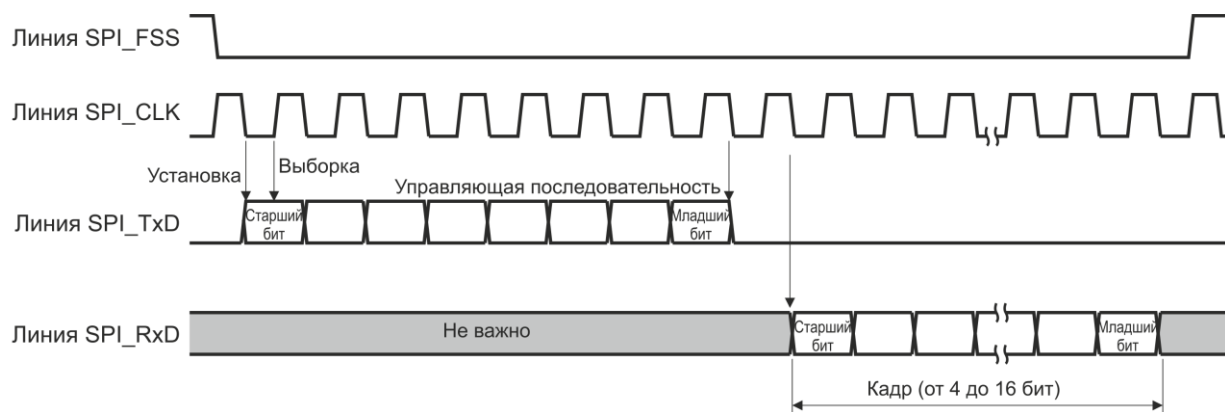 Линия SPI_FSS
Линия SPI_CLK
Установка
Выборка
Управляющая последовательность
Линия SPI_TxD
Старший
бит
Младший
бит
Линия SPI_RxD
Не важно
Старший
бит
Младший
бит
Кадр (от 4 до 16 бит)